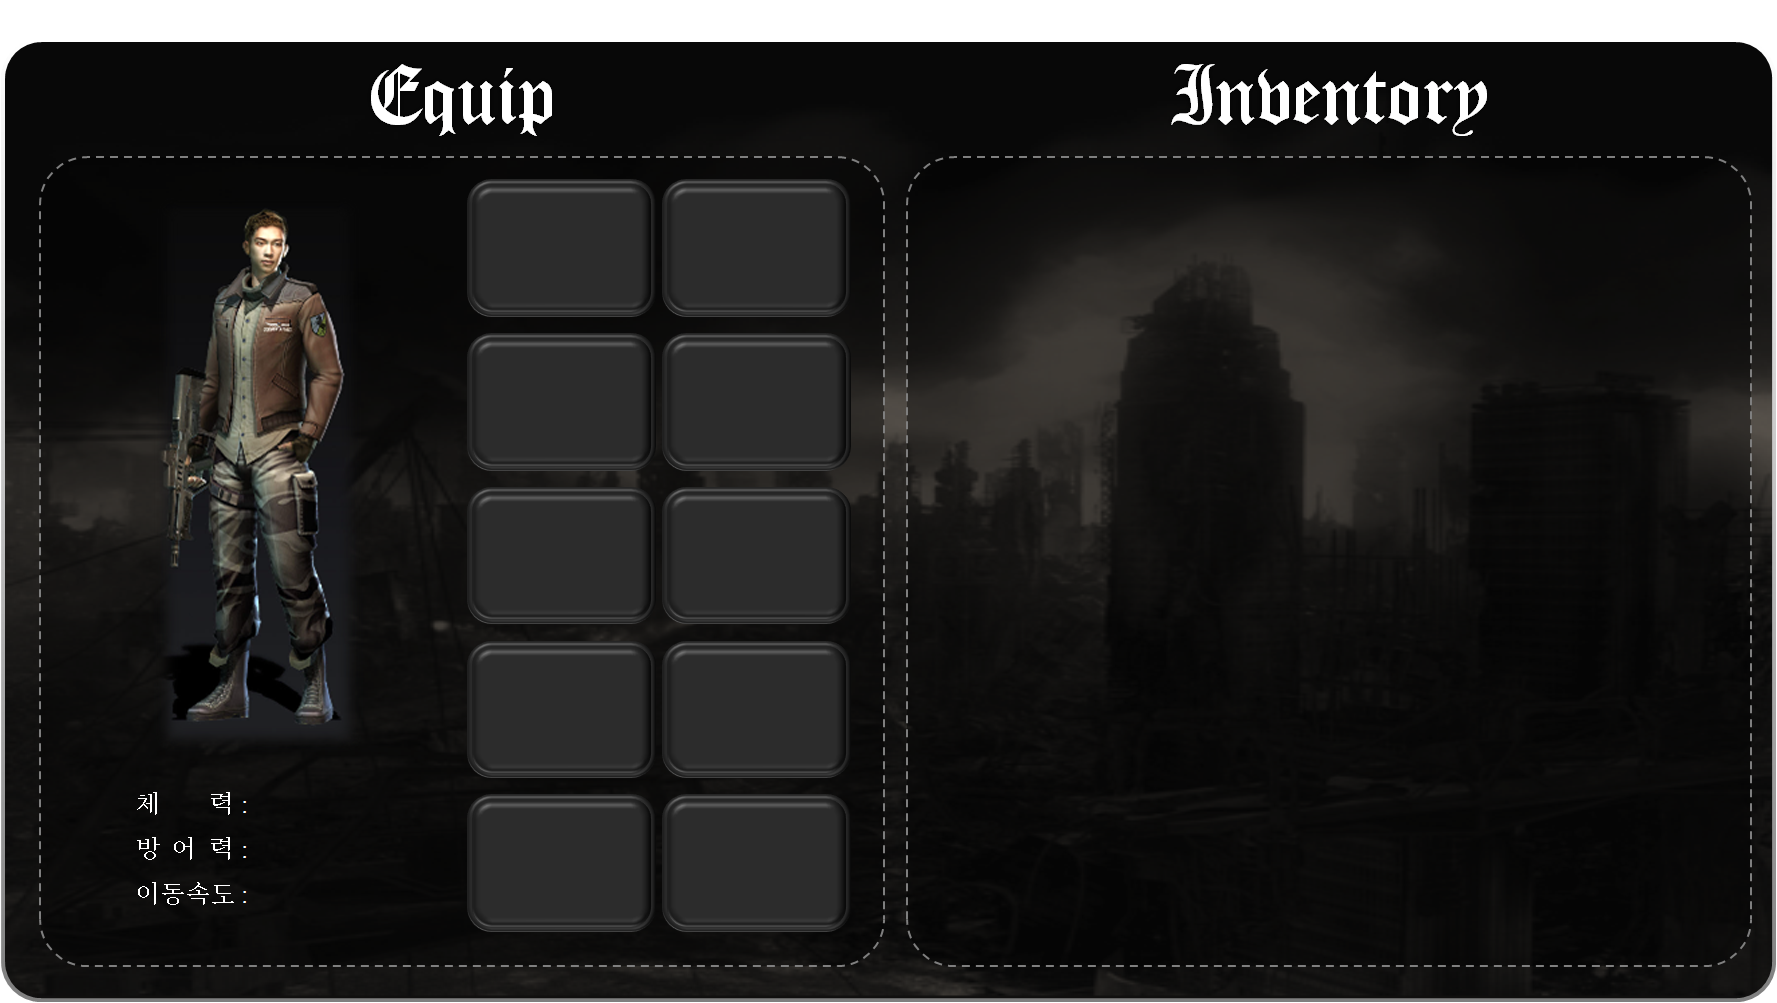 Equip
Inventory
체 력 :
방 어 력 :
이동속도 :